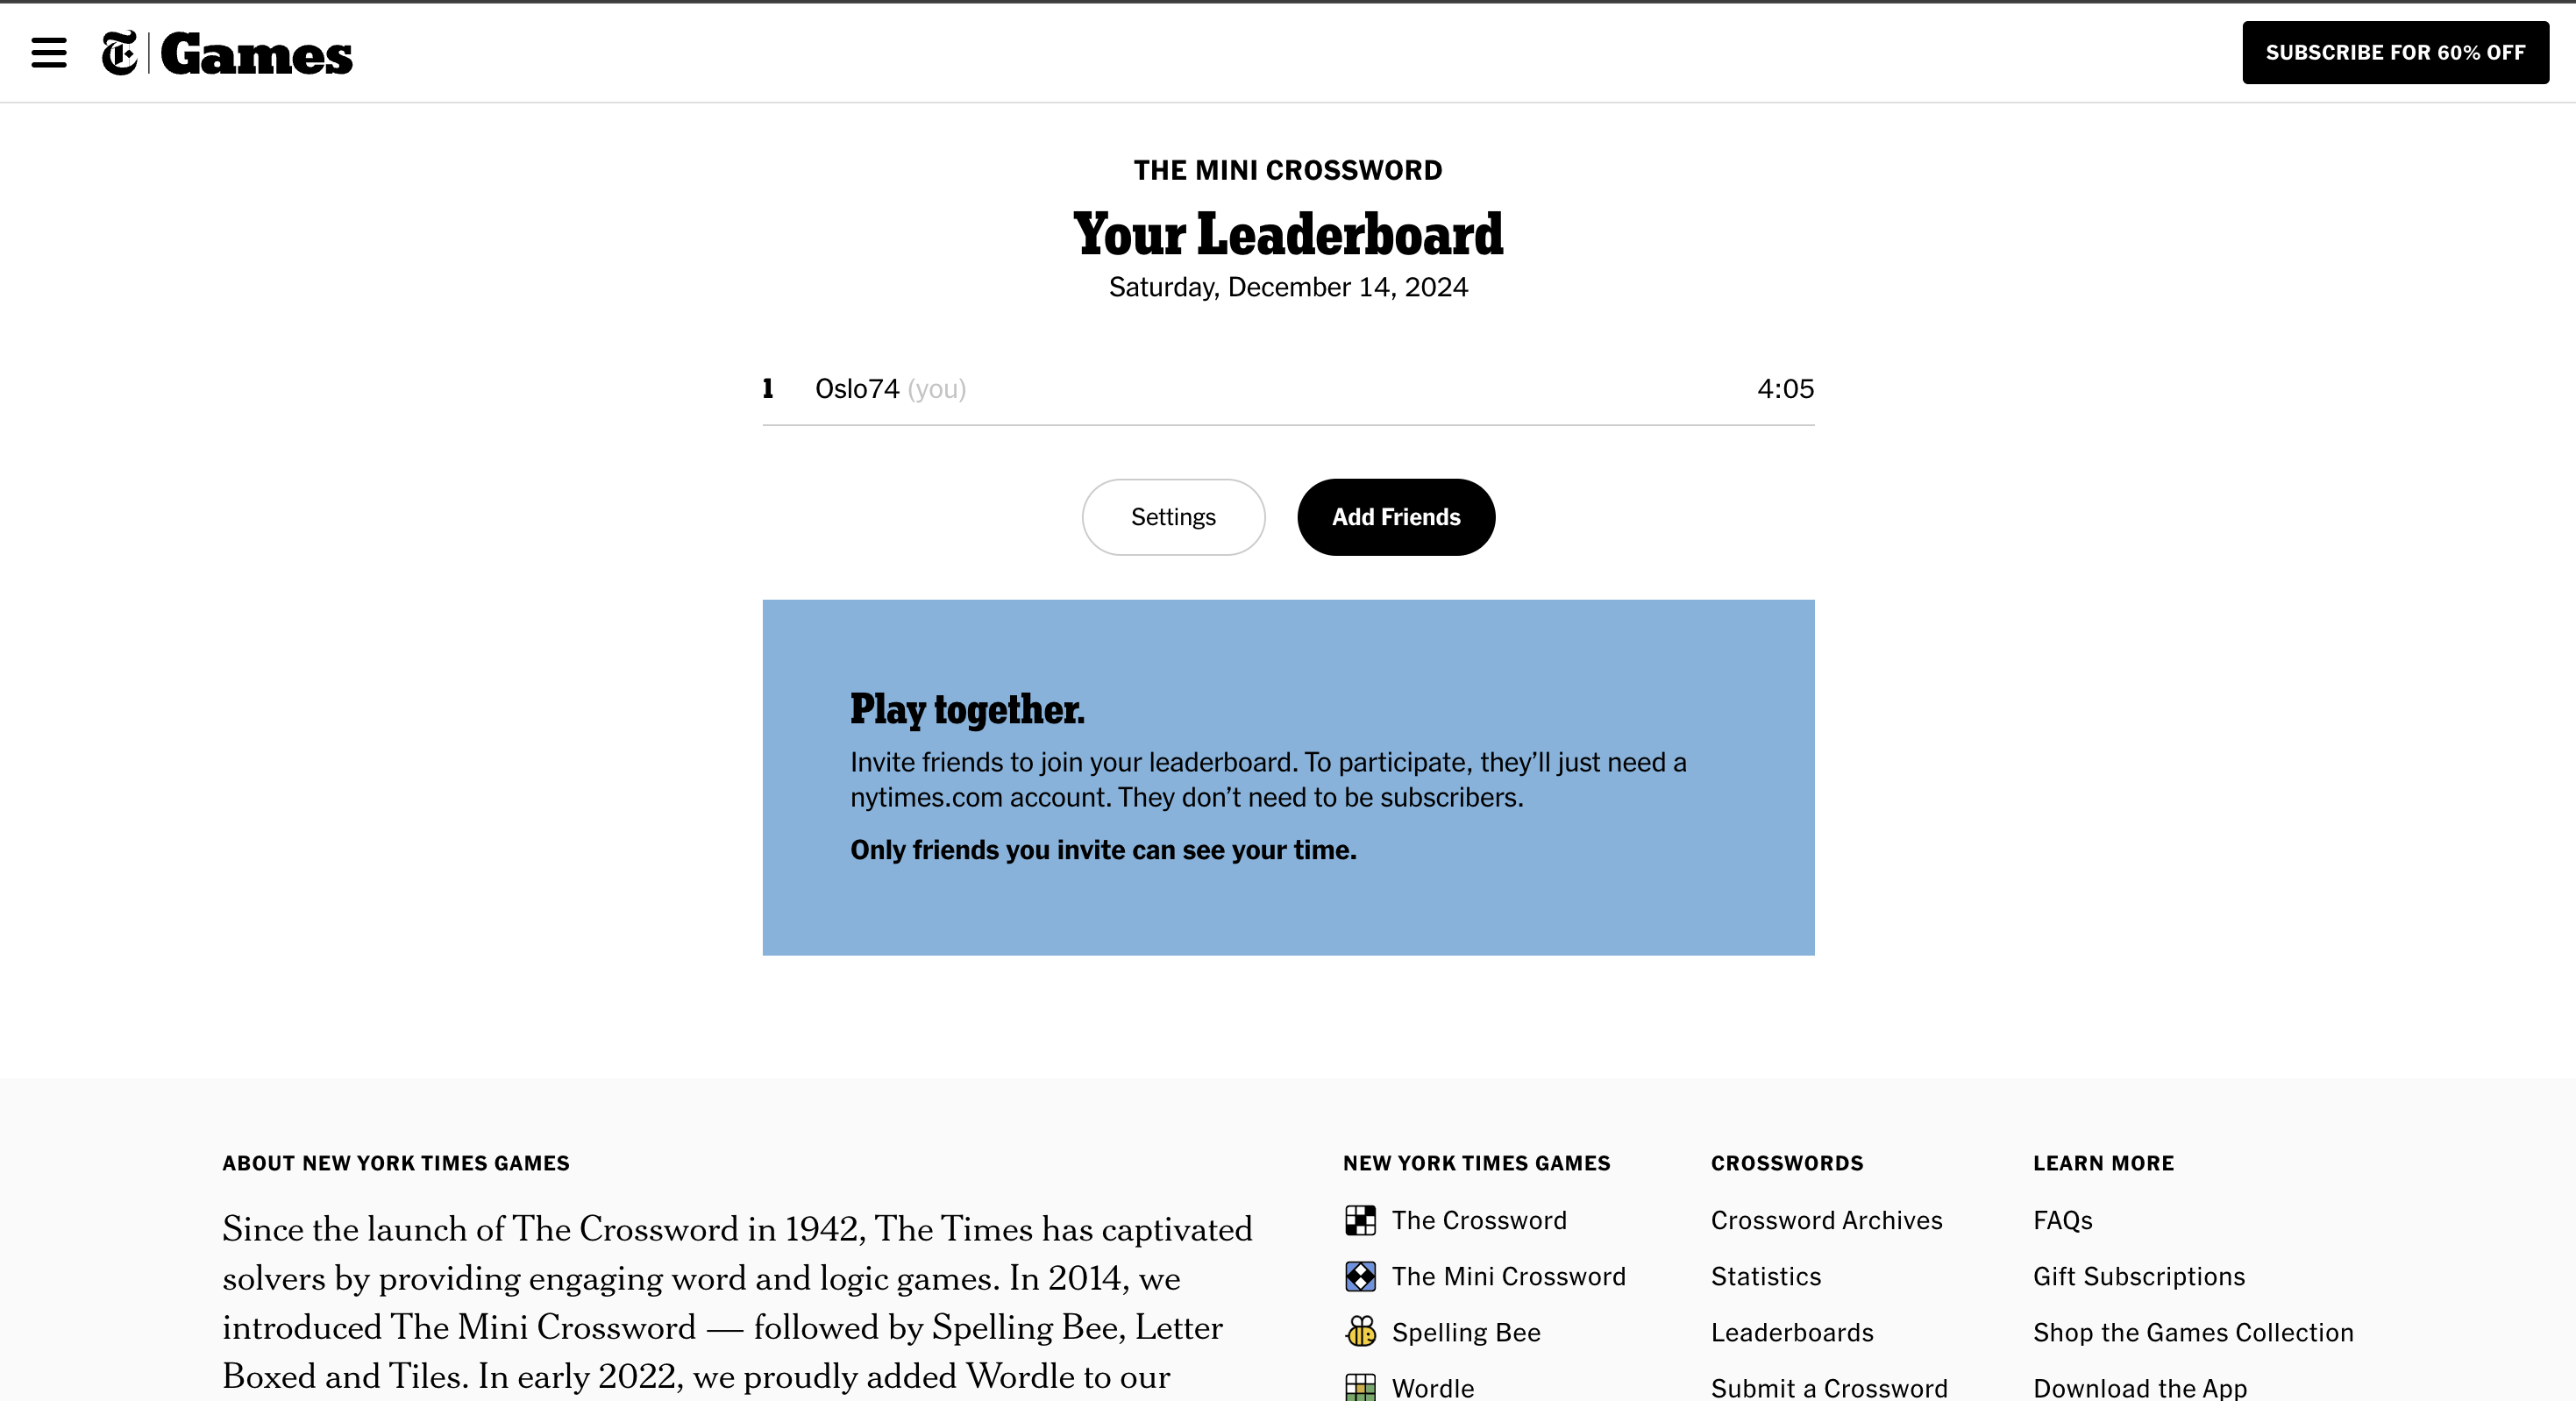 T Games
SUBSCRIBE FOR 60% OFF
THE MINI CROSSWORD
Your Leaderboard
Saturday, December 14, 2024
1 Oslo74 (you) 4:05
Settings
Add Friends
Play together.
Invite friends to join your leaderboard. To participate, they’ll just need a
nytimes.com account. They don’t need to be subscribers.
Only friends you invite can see your time.
ABOUT NEW YORK TIMES GAMES
Since the launch of The Crossword in 1942, The Times has captivated
solvers by providing engaging word and logic games. In 2014, we
introduced The Mini Crossword — followed by Spelling Bee, Letter
Boxed and Tiles. In early 2022, we proudly added Wordle to our
NEW YORK TIMES GAMES
The Crossword
The Mini Crossword
Spelling Bee
Wordle
CROSSWORDS
Crossword Archives
Statistics
Leaderboards
Submit a Crossword
LEARN MORE
FAQs
Gift Subscriptions
Shop the Games Collection
Download the App